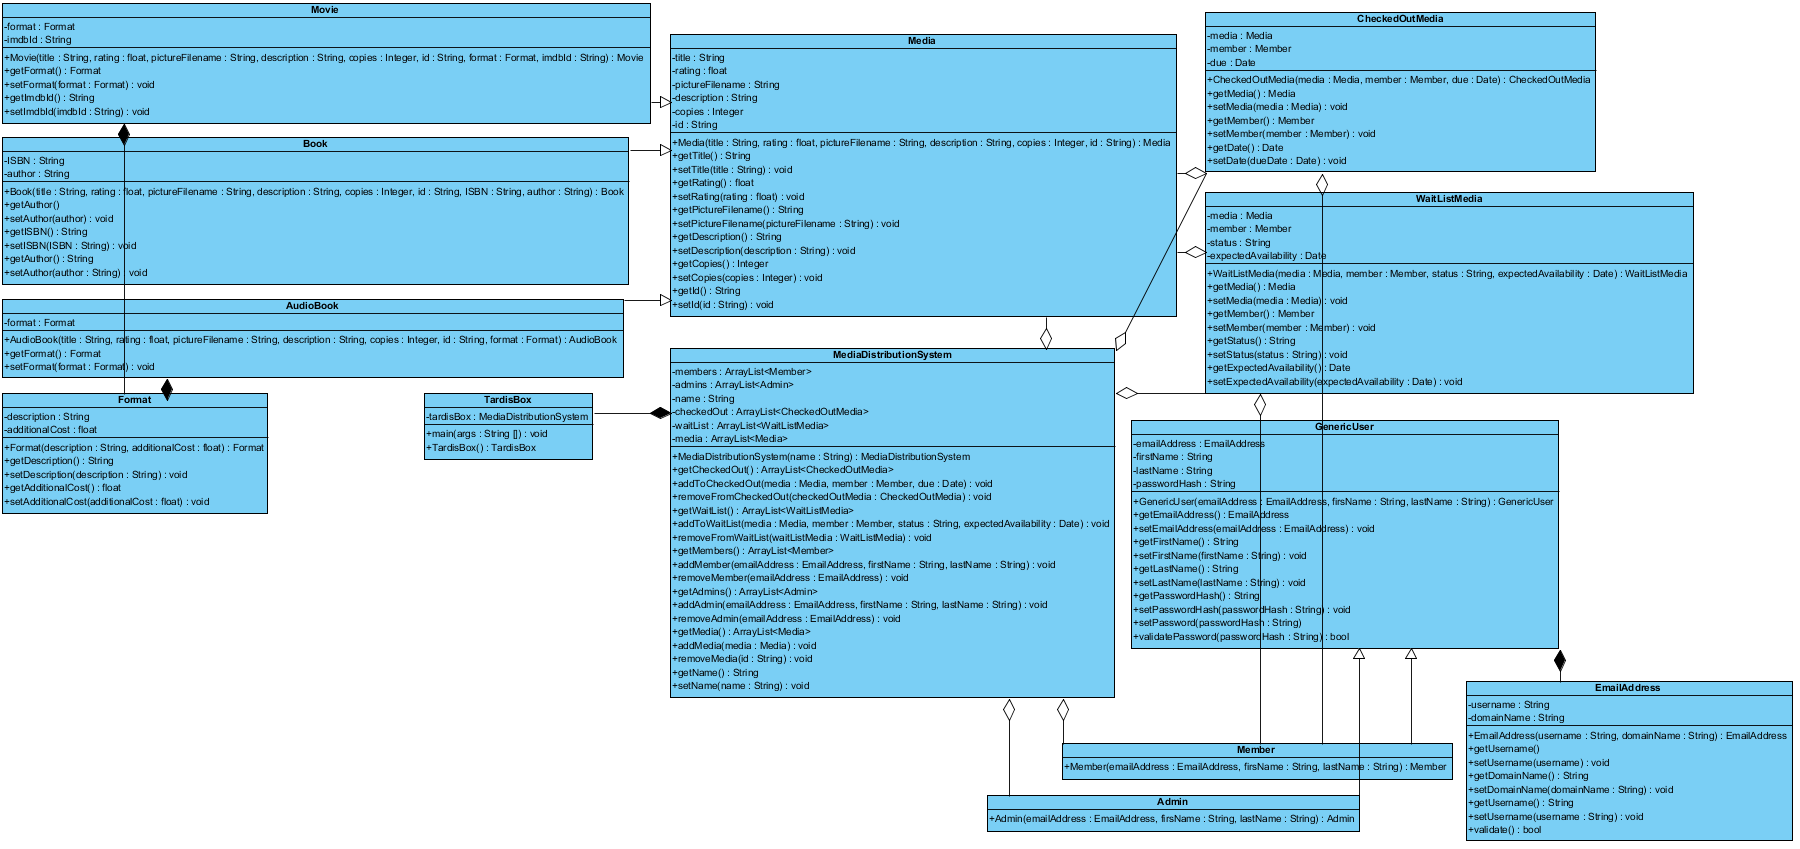 Movie
-format : Format
-imdbId : String
+Movie(title : String, rating : float, pictureFilename : String, description : String, copies : Integer, id : String, format : Format, imdbId : String) : Movie
+getFormat() : Format
+setFormat(format : Format) : void
+getImdbId() : String
+setImdbId(imdbId : String) : void
Book
-ISBN : String
-author : String
+Book(title : String, rating : float, pictureFilename : String, description : String, copies : Integer, id : String, ISBN : String, author : String) : Book
+getAuthor()
+setAuthor(author) : void
+getISBN() : String
+setISBN(ISBN : String) : void
+getAuthor() : String
+setAuthor(author : String) : void
AudioBook
-format : Format
+AudioBook(title : String, rating : float, pictureFilename : String, description : String, copies : Integer, id : String, format : Format) : AudioBook
+getFormat() : Format
+setFormat(format : Format) : void
Format
-description : String
-additionalCost : float
+Format(description : String, additionalCost : float) : Format
+getDescription() : String
+setDescription(description : String) : void
+getAdditionalCost() : float
+setAdditionalCost(additionalCost : float) : void
TardisBox
-tardisBox : MediaDistributionSystem
+main(args : String []) : void
+TardisBox() : TardisBox
Media
-title : String
-rating : float
-pictureFilename : String
-description : String
-copies : Integer
-id : String
+Media(title : String, rating : float, pictureFilename : String, description : String, copies : Integer, id : String) : Media
+getTitle() : String
+setTitle(title : String) : void
+getRating() : float
+setRating(rating : float) : void
+getPictureFilename() : String
+setPictureFilename(pictureFilename : String) : void
+getDescription() : String
+setDescription(description : String) : void
+getCopies() : Integer
+setCopies(copies : Integer) : void
+getId() : String
+setId(id : String) : void
MediaDistributionSystem
-members : ArrayList<Member>
-admins : ArrayList<Admin>
-name : String
-checkedOut : ArrayList<CheckedOutMedia>
-waitList : ArrayList<WaitListMedia>
-media : ArrayList<Media>
+MediaDistributionSystem(name : String) : MediaDistributionSystem
+getCheckedOut() : ArrayList<CheckedOutMedia>
+addToCheckedOut(media : Media, member : Member, due : Date) : void
+removeFromCheckedOut(checkedOutMedia : CheckedOutMedia) : void
+getWaitList() : ArrayList<WaitListMedia>
+addToWaitList(media : Media, member : Member, status : String, expectedAvailability : Date) : void
+removeFromWaitList(waitListMedia : WaitListMedia) : void
+getMembers() : ArrayList<Member>
+addMember(emailAddress : EmailAddress, firstName : String, lastName : String) : void
+removeMember(emailAddress : EmailAddress) : void
+getAdmins() : ArrayList<Admin>
+addAdmin(emailAddress : EmailAddress, firstName : String, lastName : String) : void
+removeAdmin(emailAddress : EmailAddress) : void
+getMedia() : ArrayList<Media>
+addMedia(media : Media) : void
+removeMedia(id : String) : void
+getName() : String
+setName(name : String) : void
CheckedOutMedia
-media : Media
-member : Member
-due : Date
+CheckedOutMedia(media : Media, member : Member, due : Date) : CheckedOutMedia
+getMedia() : Media
+setMedia(media : Media) : void
+getMember() : Member
+setMember(member : Member) : void
+getDate() : Date
+setDate(dueDate : Date) : void
WaitListMedia
-media : Media
-member : Member
-status : String
-expectedAvailability : Date
+WaitListMedia(media : Media, member : Member, status : String, expectedAvailability : Date) : WaitListMedia
+getMedia() : Media
+setMedia(media : Media) : void
+getMember() : Member
+setMember(member : Member) : void
+getStatus() : String
+setStatus(status : String) : void
+getExpectedAvailability() : Date
+setExpectedAvailability(expectedAvailability : Date) : void
GenericUser
-emailAddress : EmailAddress
-firstName : String
-lastName : String
-passwordHash : String
+GenericUser(emailAddress : EmailAddress, firsName : String, lastName : String) : GenericUser
+getEmailAddress() : EmailAddress
+setEmailAddress(emailAddress : EmailAddress) : void
+getFirstName() : String
+setFirstName(firstName : String) : void
+getLastName() : String
+setLastName(lastName : String) : void
+getPasswordHash() : String
+setPasswordHash(passwordHash : String) : void
+setPassword(passwordHash : String)
+validatePassword(passwordHash : String) : bool
EmailAddress
-username : String
-domainName : String
+EmailAddress(username : String, domainName : String) : EmailAddress
+getUsername()
+setUsername(username) : void
+getDomainName() : String
+setDomainName(domainName : String) : void
+getUsername() : String
+setUsername(username : String) : void
+validate() : bool
Member
+Member(emailAddress : EmailAddress, firsName : String, lastName : String) : Member
Admin
+Admin(emailAddress : EmailAddress, firsName : String, lastName : String) : Admin